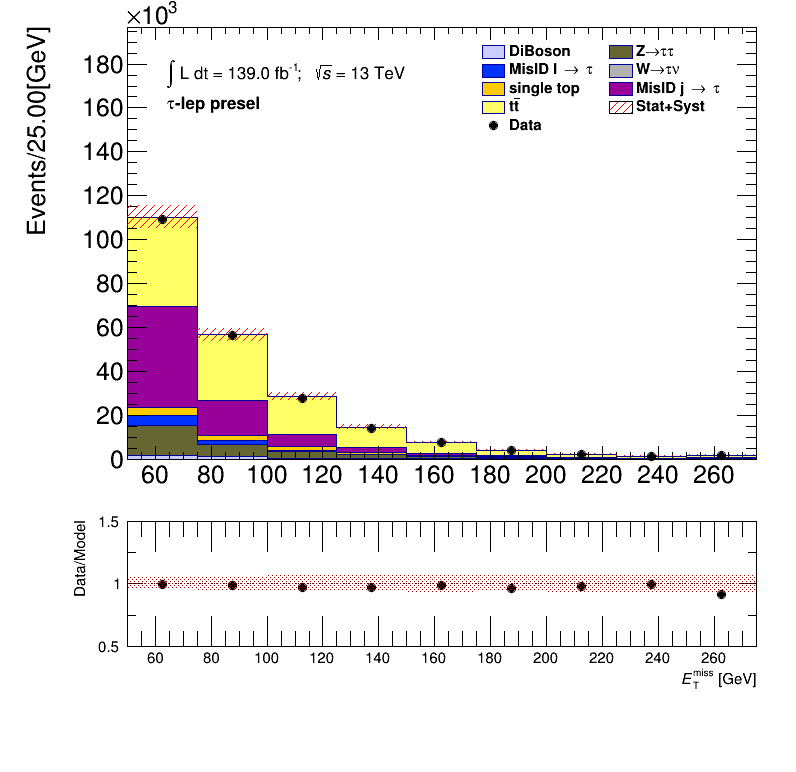 ×10³
Events/25.00[GeV]
180
160
140
120
100
80
60
40
20
0
∫ L dt = 139.0 fb⁻¹; √s = 13 TeV
τ-lep presel
DiBoson
MisID l → τ
single top
tt̄
Data
Z→ττ
W→τν
MisID j → τ
Stat+Syst
60 80 100 120 140 160 180 200 220 240 260
Data/Model
1.5
1
0.5
60 80 100 120 140 160 180 200 220 240 260
E_T^miss [GeV]